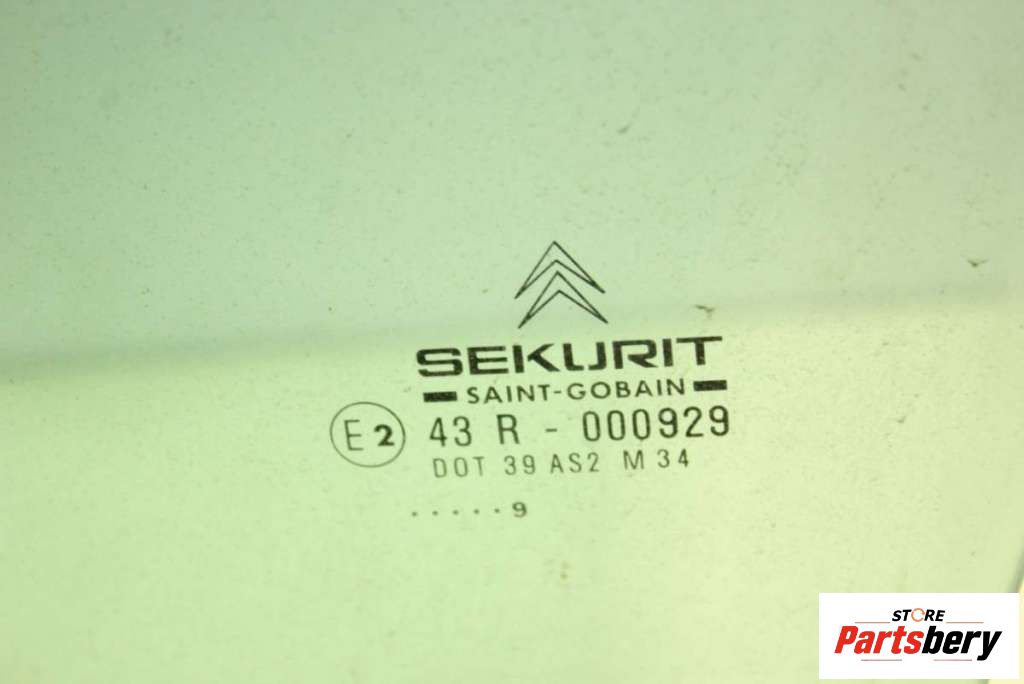 SEKURIT
SAINT-GOBAIN
E2 43 R - 000929
DOT 39 AS2 M 34
.....9
STORE
Partsbery